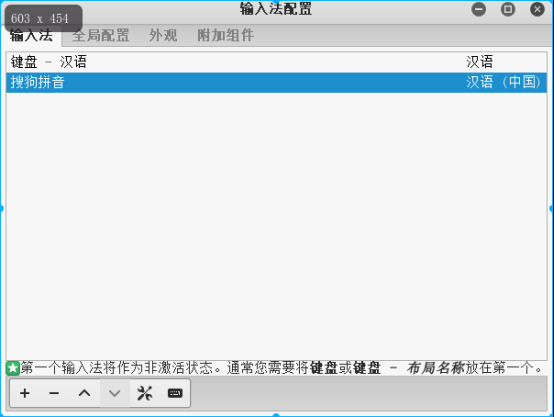 输入法配置
603 x 454
输入法 全局配置 外观 附加组件
键盘 - 汉语 汉语
搜狗拼音 汉语 (中国)
第一个输入法将作为非激活状态。通常您需要将键盘或键盘 - 布局名称放在第一个。